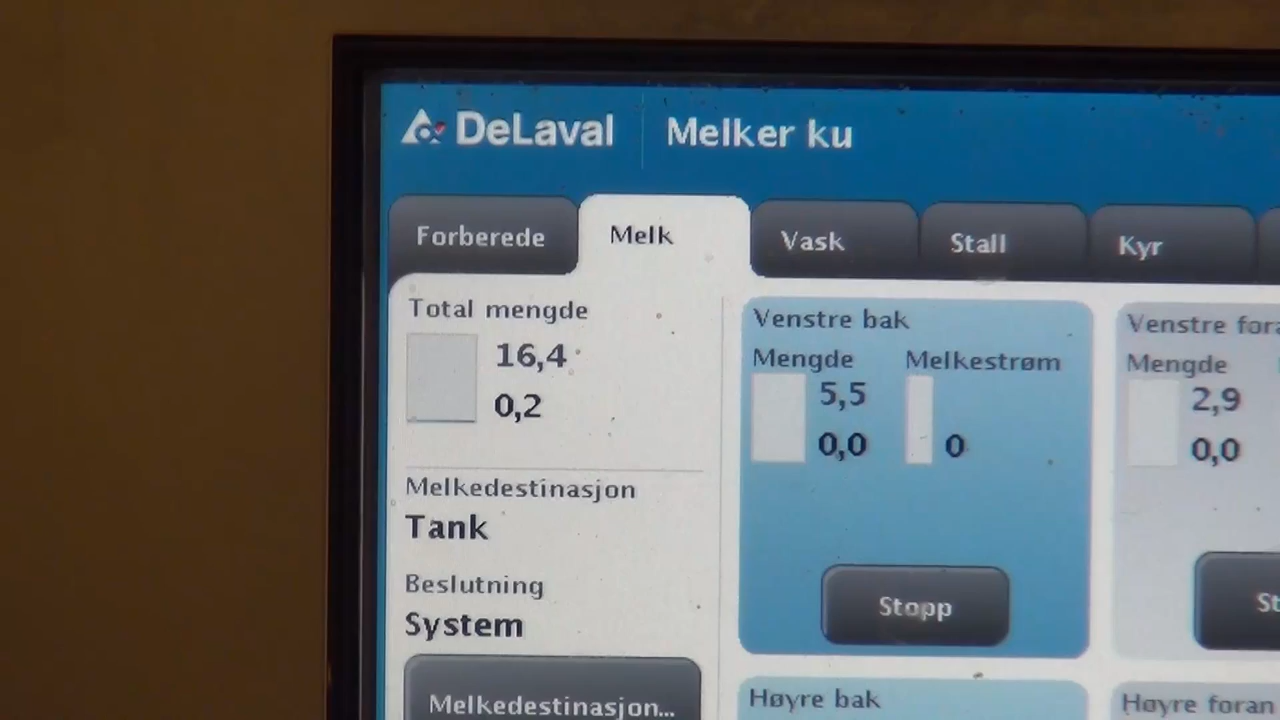 DeLaval
Melker ku
Forberede
Melk
Vask
Stall
Kyr
Total mengde
16,4
0,2
Melkedestinasjon
Tank
Beslutning
System
Melkedestinasjon...
Venstre bak
Mengde
Melkestrøm
5,5
0,0
0
Stopp
Venstre
Mengde
2,9
0,0
Høyre bak
Høyre foran